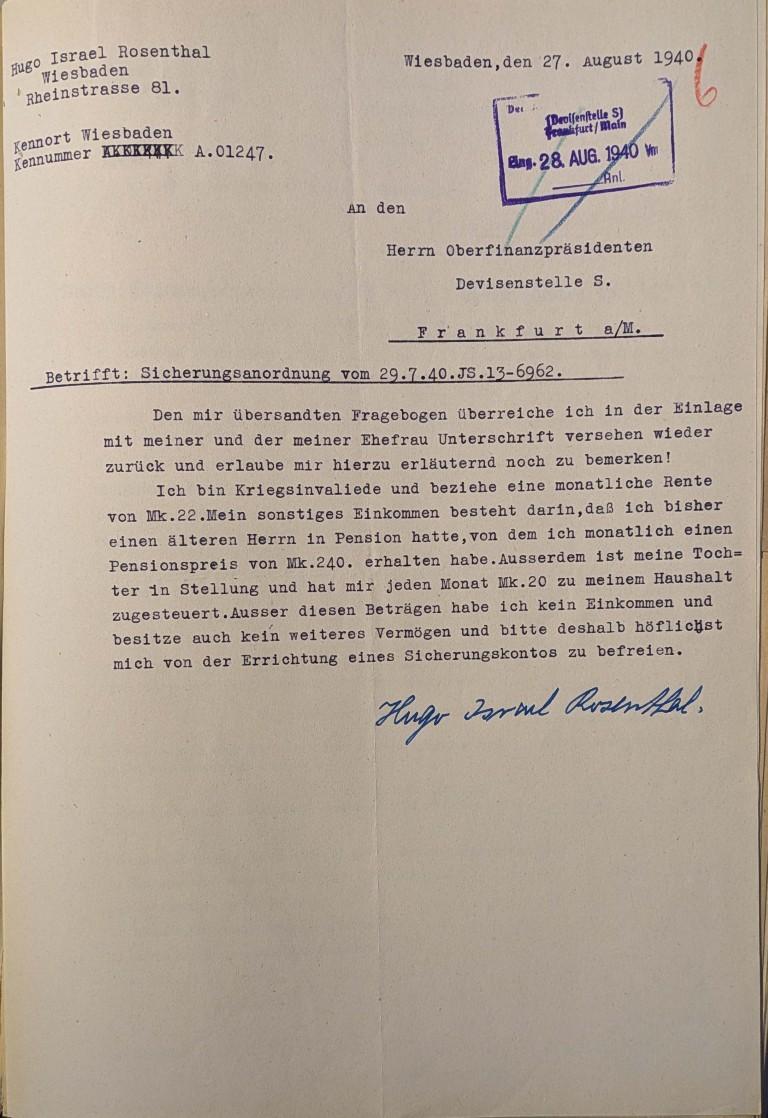 Hugo Israel Rosenthal
Wiesbaden
Rheinstrasse 81.
Wiesbaden,den 27. August 1940.
6
Kennort Wiesbaden
Kennummer A.01247.
(Devisenstelle S)
Frankfurt/Main
Eing. 28. AUG. 1940 Vm
Anl.
An den
Herrn Oberfinanzpräsidenten
Devisenstelle S.
Frankfurt a/M.
Betrifft: Sicherungsanordnung vom 29.7.40.JS.13-6962.
Den mir übersandten Fragebogen überreiche ich in der Einlage
mit meiner und der meiner Ehefrau Unterschrift versehen wieder
zurück und erlaube mir hierzu erläuternd noch zu bemerken!
Ich bin Kriegsinvaliede und beziehe eine monatliche Rente
von Mk.22.Mein sonstiges Einkommen besteht darin,daß ich bisher
einen älteren Herrn in Pension hatte,von dem ich monatlich einen
Pensionspreis von Mk.240. erhalten habe.Ausserdem ist meine Toch=
ter in Stellung und hat mir jeden Monat Mk.20 zu meinem Haushalt
zugesteuert.Ausser diesen Beträgen habe ich kein Einkommen und
besitze auch kein weiteres Vermögen und bitte deshalb höflichst
mich von der Errichtung eines Sicherungskontos zu befreien.
Hugo Israel Rosenthal.